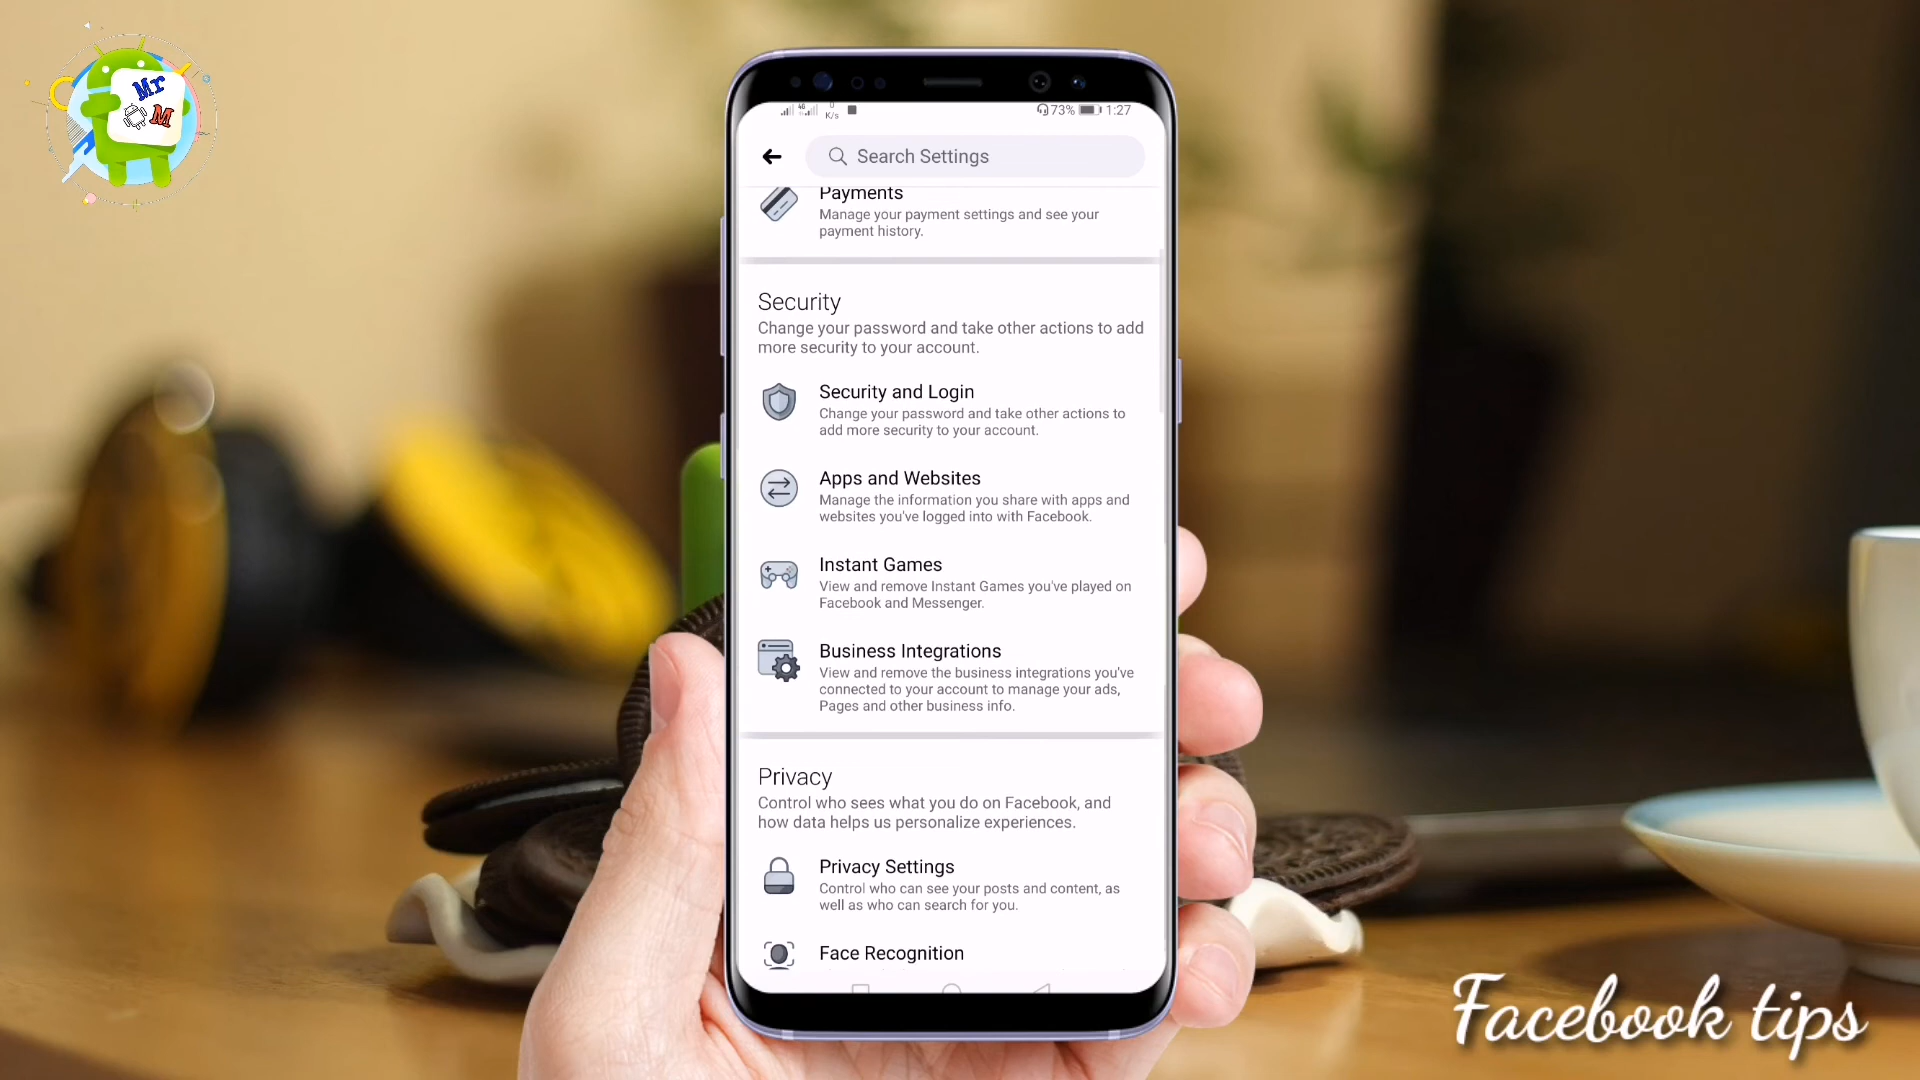 Mr
M
4G
0
K/s
73%
1:27
Search Settings
Payments
Manage your payment settings and see your
payment history.
Security
Change your password and take other actions to add
more security to your account.
Security and Login
Change your password and take other actions to
add more security to your account.
Apps and Websites
Manage the information you share with apps and
websites you've logged into with Facebook.
Instant Games
View and remove Instant Games you've played on
Facebook and Messenger.
Business Integrations
View and remove the business integrations you've
connected to your account to manage your ads,
Pages and other business info.
Privacy
Control who sees what you do on Facebook, and
how data helps us personalize experiences.
Privacy Settings
Control who can see your posts and content, as
well as who can search for you.
Face Recognition
Facebook tips